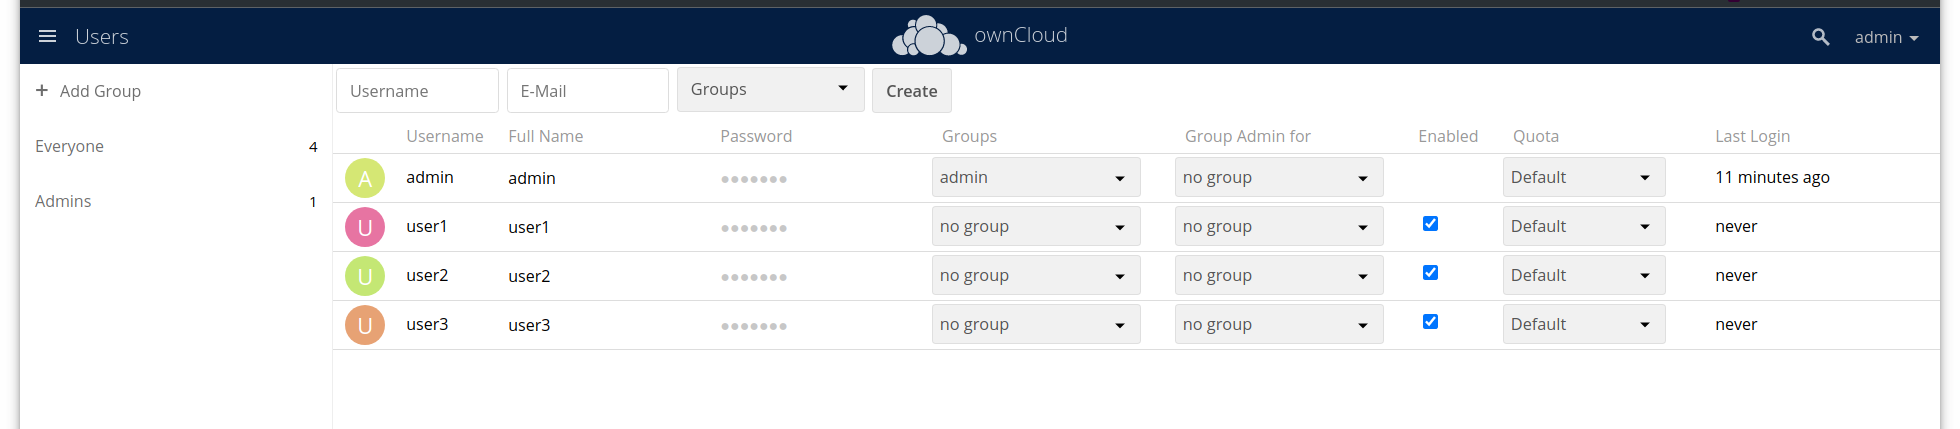 Users ownCloud admin
+ Add Group
Everyone 4
Admins 1
Username E-Mail Groups Create
Username Full Name Password Groups Group Admin for Enabled Quota Last Login
A admin admin ●●●●●●● admin no group Default 11 minutes ago
U user1 user1 ●●●●●●● no group no group Default never
U user2 user2 ●●●●●●● no group no group Default never
U user3 user3 ●●●●●●● no group no group Default never